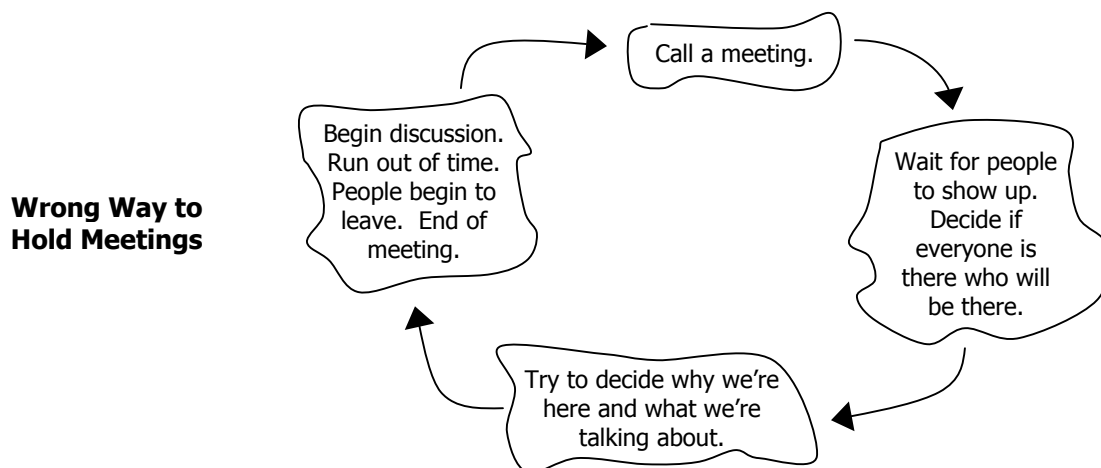 Wrong Way to
Hold Meetings
Call a meeting.
Wait for people
to show up.
Decide if
everyone is
there who will
be there.
Try to decide why we’re
here and what we’re
talking about.
Begin discussion.
Run out of time.
People begin to
leave.  End of
meeting.